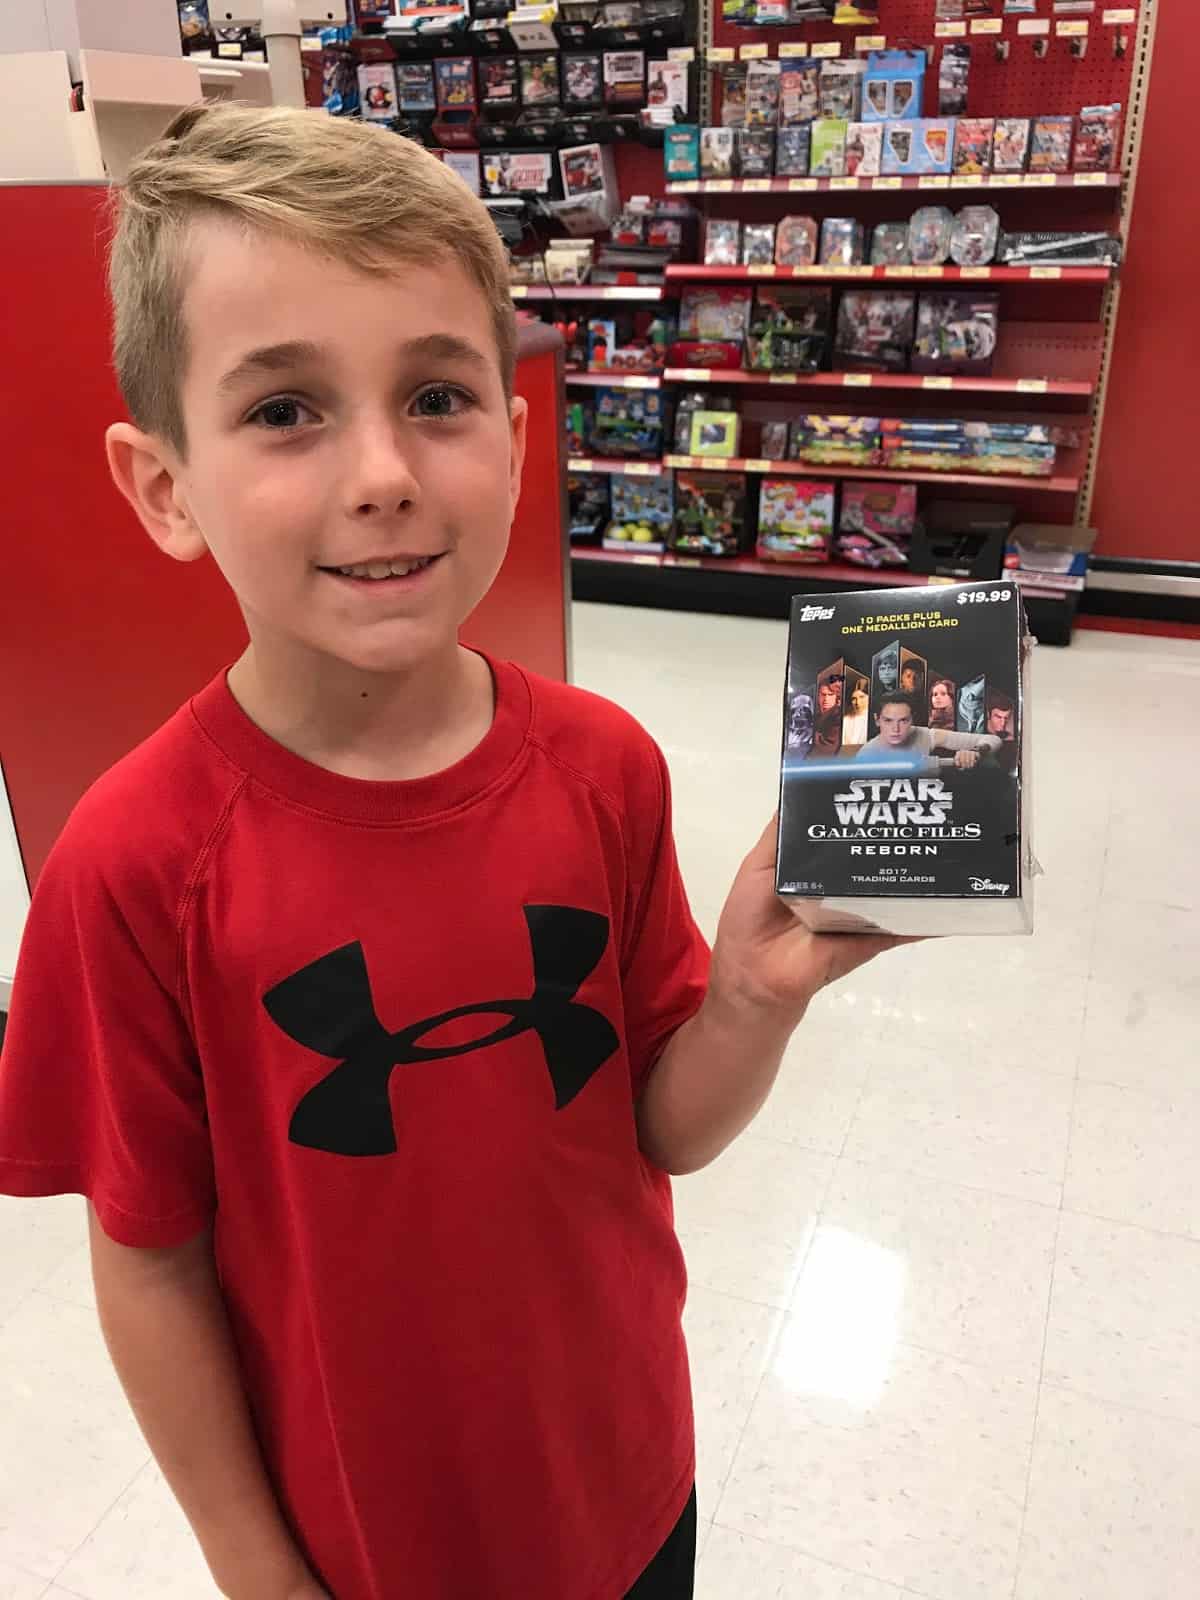 $19.99
Topps
10 PACKS PLUS
ONE MEDALLION CARD
STAR
WARS
GALACTIC FILES
REBORN
2017
TRADING CARDS
AGES 6+
Disney